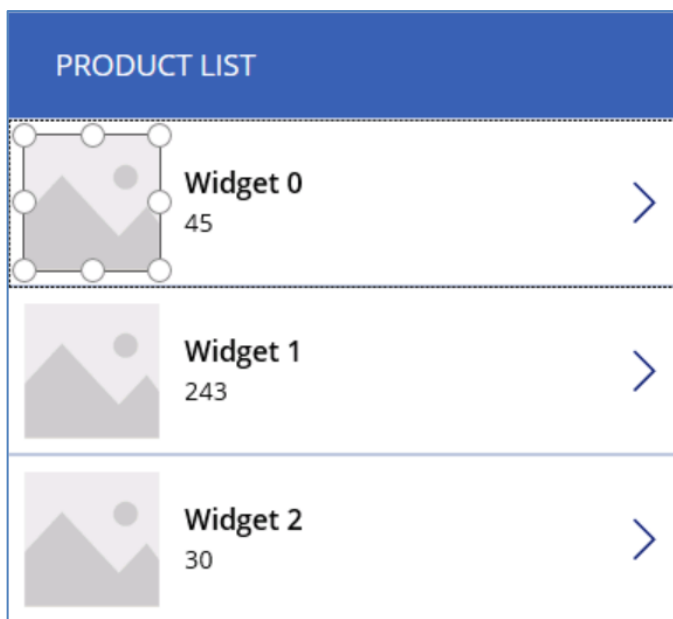 PRODUCT LIST
Widget 0
45
Widget 1
243
Widget 2
30